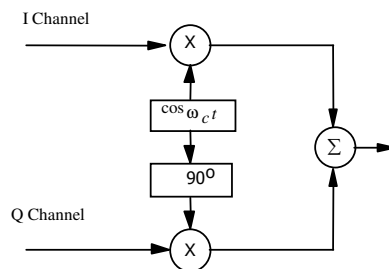 I Channel
X
cos ω_c t
Σ
90°
Q Channel
X